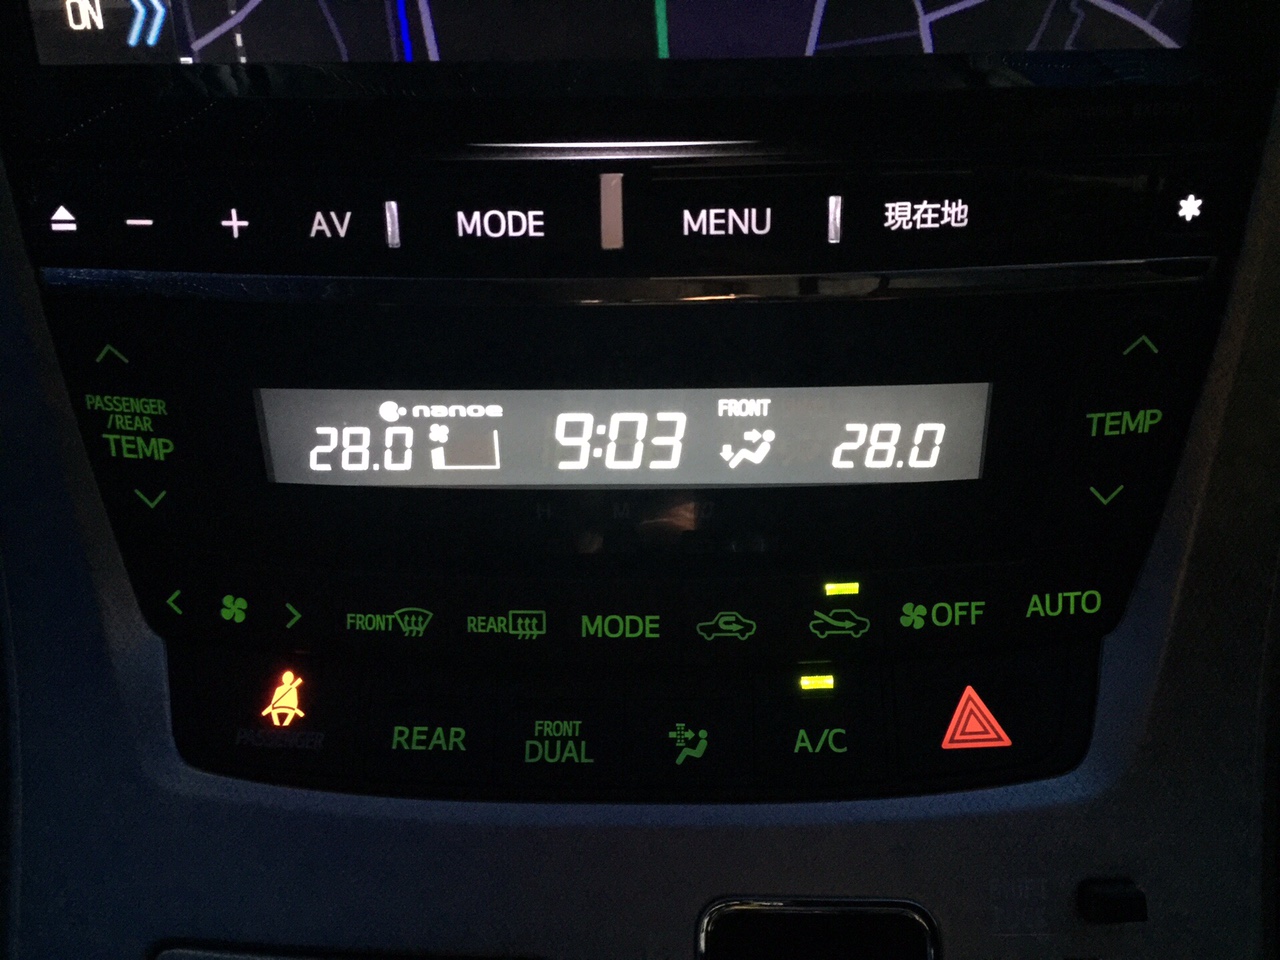 ON
− + AV MODE MENU 現在地 *
PASSENGER
/REAR
TEMP
nanoe
28.0
9:03
FRONT
28.0
TEMP
H M
FRONT REAR MODE OFF AUTO
PASSENGER
REAR
FRONT
DUAL
A/C